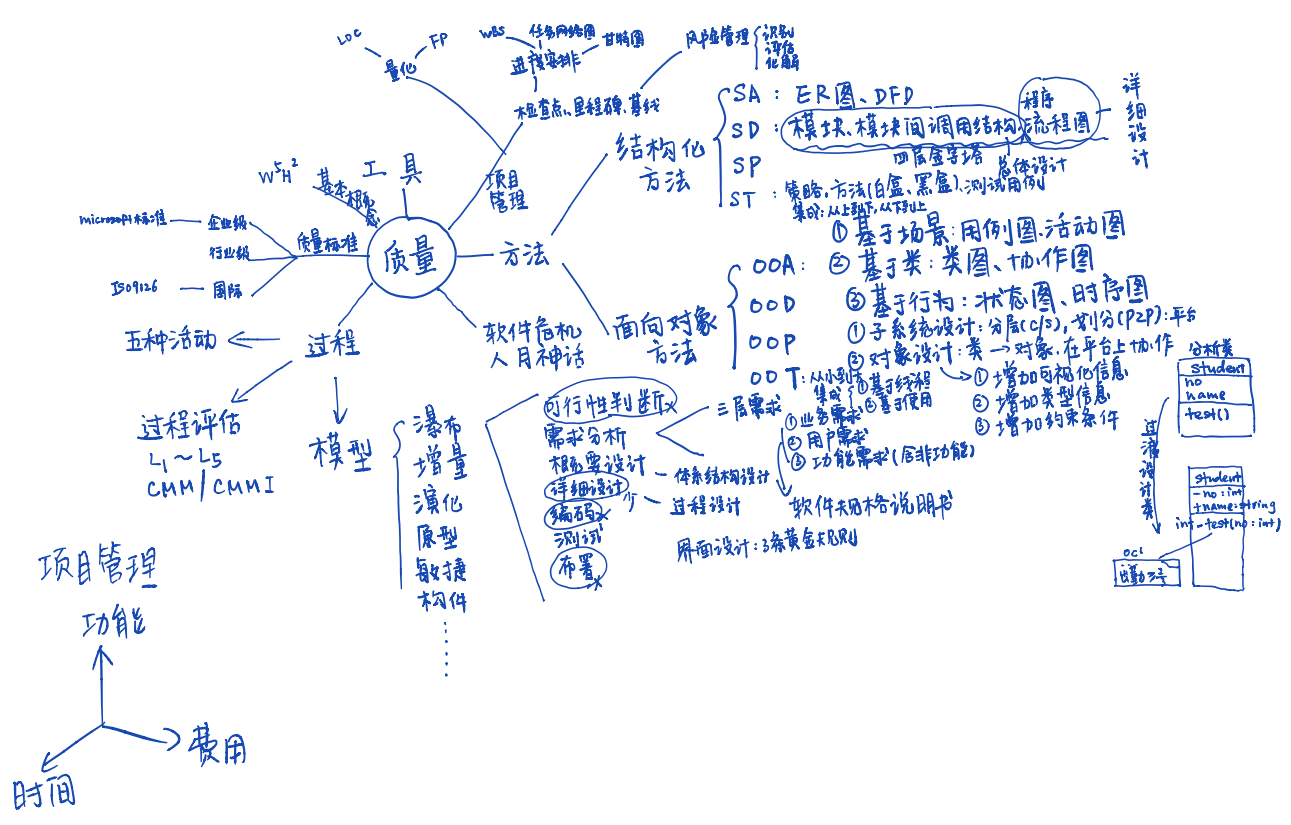 LOC
FP
量化
WBS
任务网络图
甘特图
进度安排
检查点、里程碑、基线
风险管理
识别
评估
化解
项目
管理
W⁵H²
基本概念
工具
质量
microsoft标准
企业级
行业级
质量标准
ISO9126
国际
方法
结构化
方法
SA：ER图、DFD
SD：模块、模块间调用结构、程序流程图
详细设计
四层金字塔
总体设计
SP
ST：策略、方法(白盒、黑盒)、测试用例
集成：从上到下，从下到上
面向对象
方法
OOA：
① 基于场景：用例图、活动图
② 基于类：类图、协作图
③ 基于行为：状态图、时序图
OOD
① 子系统设计：分层(C/S)，划分(P2P)：平台
② 对象设计：类→对象，在平台上协作
① 增加可视化信息
② 增加类型信息
③ 增加约束条件
OOP
OOT：从小到大
集成
① 基于线程
② 基于使用
软件危机
人月神话
过程
五种活动
过程评估
L1～L5
CMM/CMMI
模型
瀑布
增量
演化
原型
敏捷
构件
......
可行性判断
需求分析
概要设计
详细设计
编码
测试
布署
三层需求
① 业务需求
② 用户需求
③ 功能需求(含非功能)
软件规格说明书
体系结构设计
过程设计
界面设计：3条黄金规则
分析类
student
no
name
test()
过渡设计类
student
-no:int
+name:string
int-test(no:int)
ocl
项目管理
功能
费用
时间